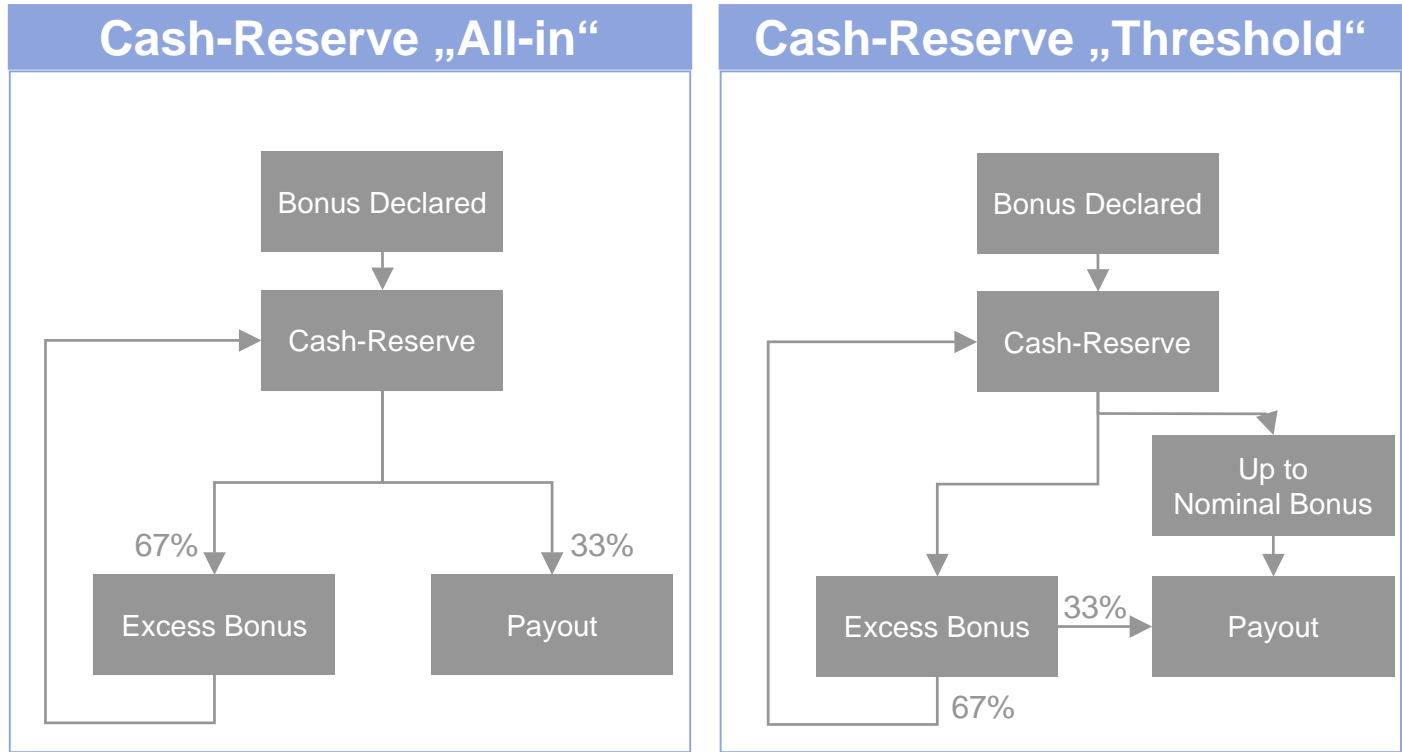 Cash-Reserve „All-in“
Bonus Declared
Cash-Reserve
67%
33%
Excess Bonus
Payout
Cash-Reserve „Threshold“
Bonus Declared
Cash-Reserve
Up to
Nominal Bonus
Excess Bonus
33%
Payout
67%